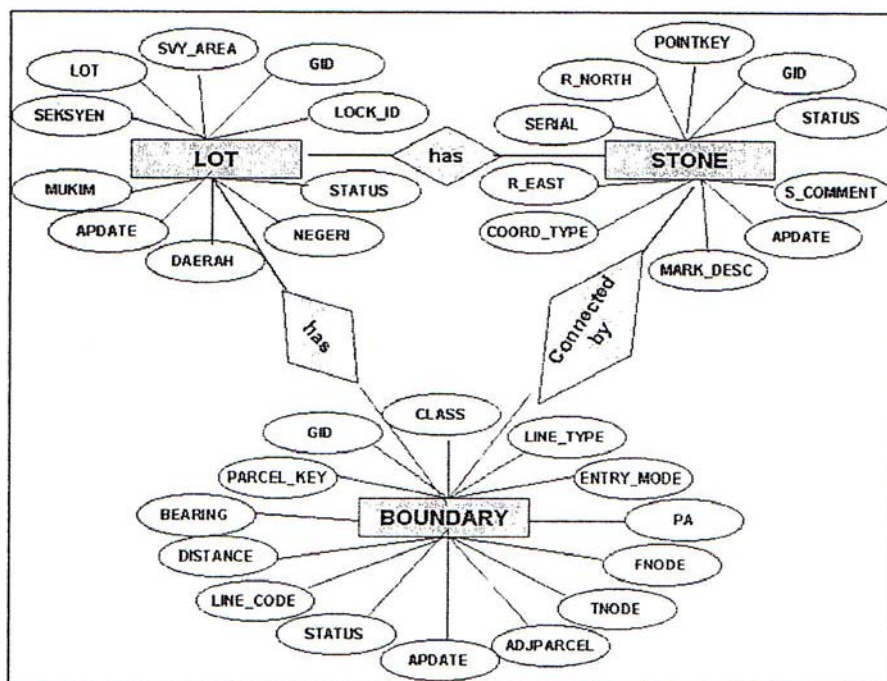 SVY_AREA
LOT
GID
SEKSYEN
LOCK_ID
LOT
MUKIM
STATUS
APDATE
NEGERI
DAERAH
has
POINTKEY
R_NORTH
GID
SERIAL
STATUS
STONE
R_EAST
S_COMMENT
COORD_TYPE
APDATE
MARK_DESC
has
Connected
by
CLASS
GID
LINE_TYPE
PARCEL_KEY
ENTRY_MODE
BEARING
BOUNDARY
PA
DISTANCE
FNODE
LINE_CODE
TNODE
STATUS
ADJPARCEL
APDATE